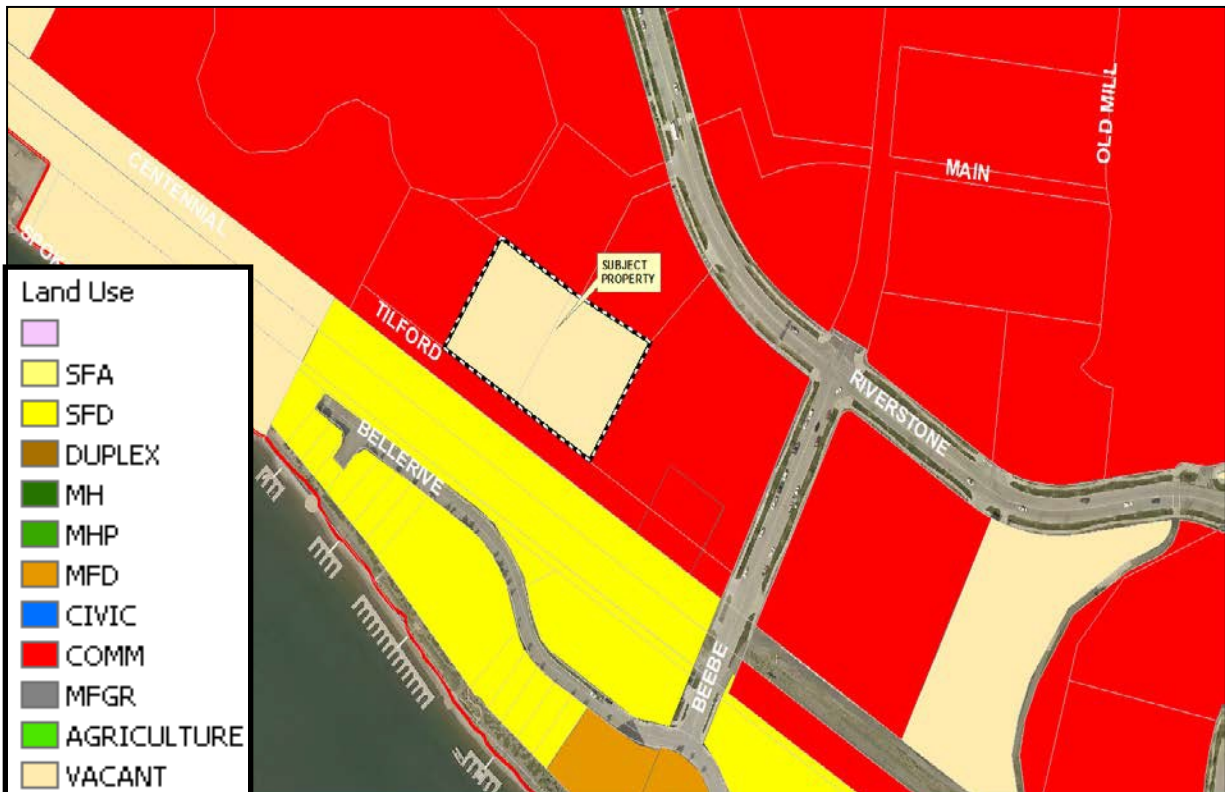 CENTENNIAL
SPOK
TILFORD
SUBJECT
PROPERTY
MAIN
OLD MILL
RIVERSTONE
BELLERIVE
BEEBE
Land Use
SFA
SFD
DUPLEX
MH
MHP
MFD
CIVIC
COMM
MFGR
AGRICULTURE
VACANT